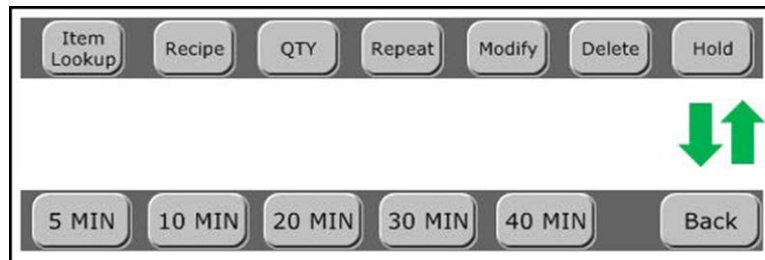 Item
Lookup
Recipe
QTY
Repeat
Modify
Delete
Hold
5 MIN
10 MIN
20 MIN
30 MIN
40 MIN
Back